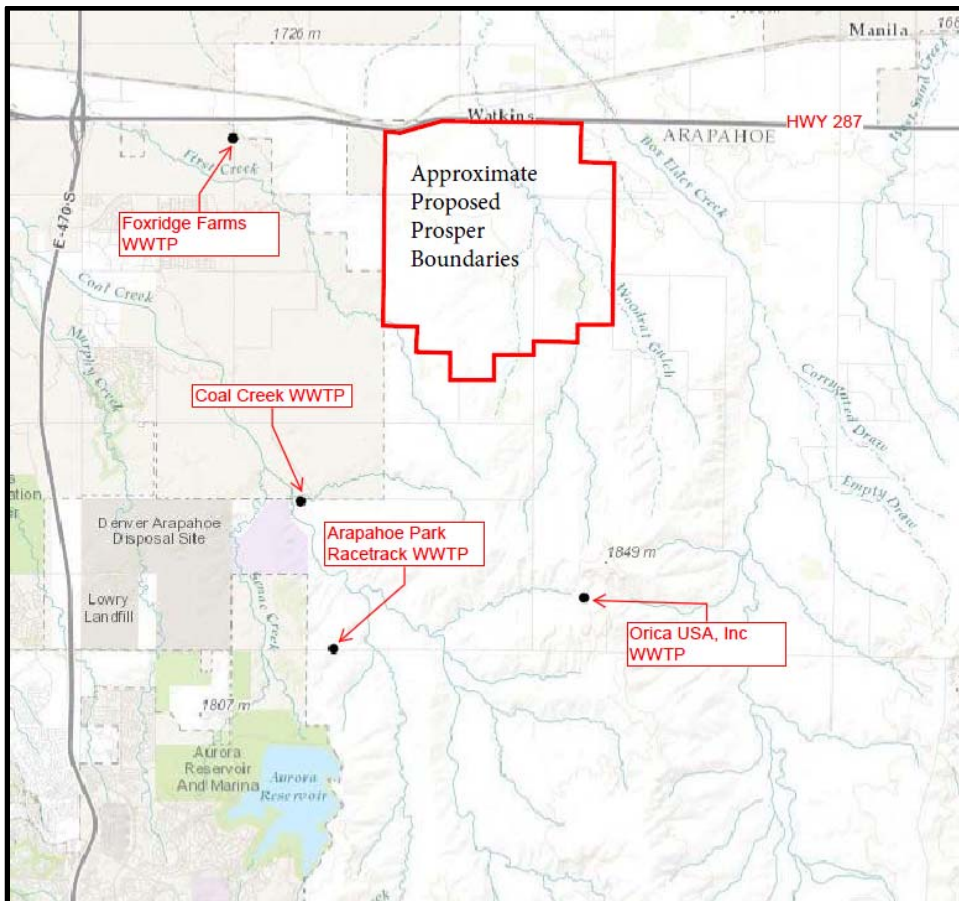 1726 m
Manila
Watkins
HWY 287
ARAPAHOE
First Creek
Foxridge Farms
WWTP
E-470-S
Approximate
Proposed
Prosper
Boundaries
Box Elder Creek
Coal Creek
Murphy Creek
Woodrat Gulch
Corrugated Draw
Coal Creek WWTP
Empty Draw
Denver Arapahoe
Disposal Site
Arapahoe Park
Racetrack WWTP
1849 m
Lowry
Landfill
Senac Creek
Orica USA, Inc
WWTP
1807 m
Aurora
Reservoir
And Marina
Aurora
Reservoir